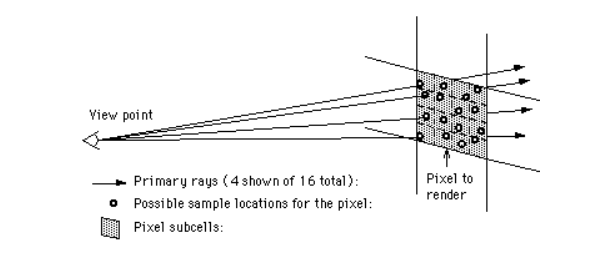 View point
Pixel to
render
Primary rays (4 shown of 16 total):
Possible sample locations for the pixel:
Pixel subcells: